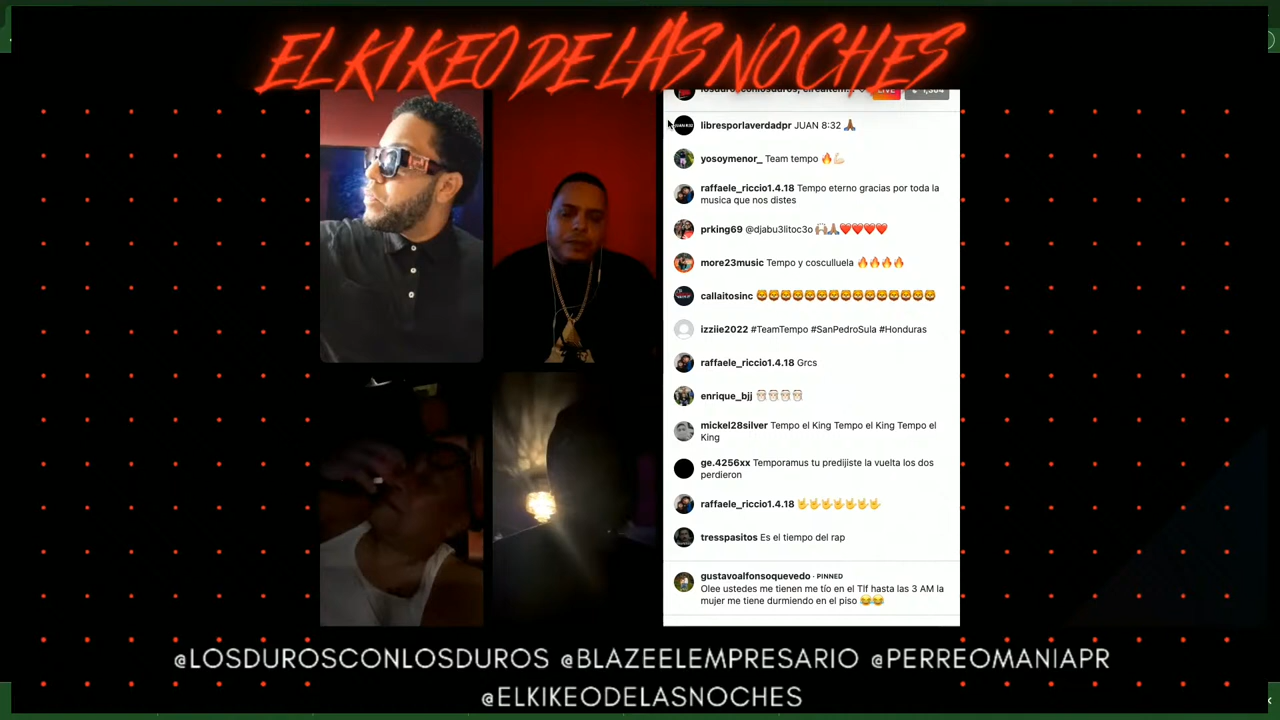 EL KIKEO DE LAS NOCHES
LIVE
libresporlaverdadpr JUAN 8:32 🙏🏾
yosoymenor_ Team tempo 🔥💪🏻
raffaele_riccio1.4.18 Tempo eterno gracias por toda la
musica que nos distes
prking69 @djabu3litoc3o 🙌🏽🙏🏽❤️❤️❤️❤️
more23music Tempo y cosculluela 🔥🔥🔥🔥
callaitosinc 🦁🦁🦁🦁🦁🦁🦁🦁🦁🦁🦁🦁🦁🦁🦁
izziie2022 #TeamTempo #SanPedroSula #Honduras
raffaele_riccio1.4.18 Grcs
enrique_bjj
mickel28silver Tempo el King Tempo el King Tempo el
King
ge.4256xx Temporamus tu predijiste la vuelta los dos
perdieron
raffaele_riccio1.4.18 🤟🤟🤟🤟🤟🤟🤟
tresspasitos Es el tiempo del rap
gustavoalfonsoquevedo · PINNED
Olee ustedes me tienen me tío en el Tlf hasta las 3 AM la
mujer me tiene durmiendo en el piso 😂😂
@LOSDUROSCONLOSDUROS @BLAZEELEMPRESARIO @PERREOMANIAPR
@ELKIKEODELASNOCHES